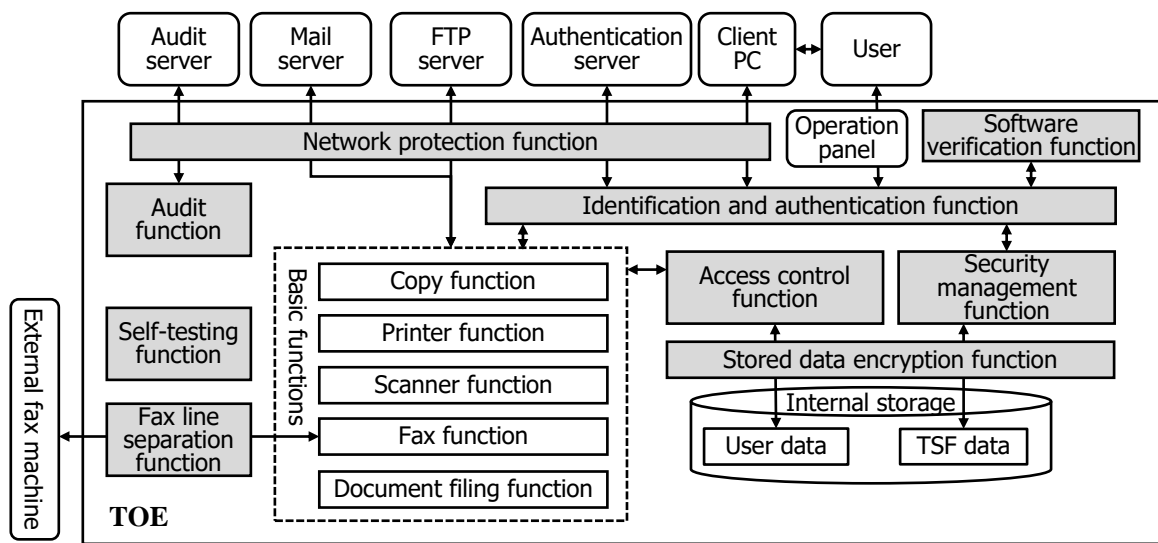 Audit
server
Mail
server
FTP
server
Authentication
server
Client
PC
User
Network protection function
Operation
panel
Software
verification function
Audit
function
Identification and authentication function
Basic functions
Copy function
Printer function
Scanner function
Fax function
Document filing function
Access control
function
Security
management
function
Self-testing
function
Stored data encryption function
Internal storage
User data
TSF data
External fax machine
Fax line
separation
function
TOE